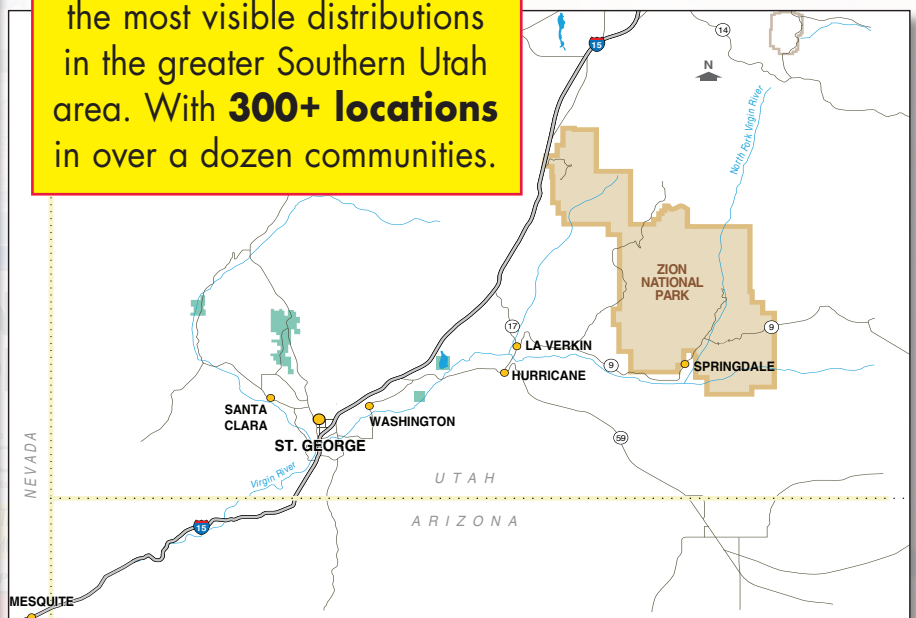 the most visible distributions
in the greater Southern Utah
area. With 300+ locations
in over a dozen communities.
15
14
N
North Fork Virgin River
ZION
NATIONAL
PARK
17
9
LA VERKIN
9
SPRINGDALE
HURRICANE
SANTA
CLARA
WASHINGTON
ST. GEORGE
59
NEVADA
Virgin River
UTAH
15
ARIZONA
MESQUITE